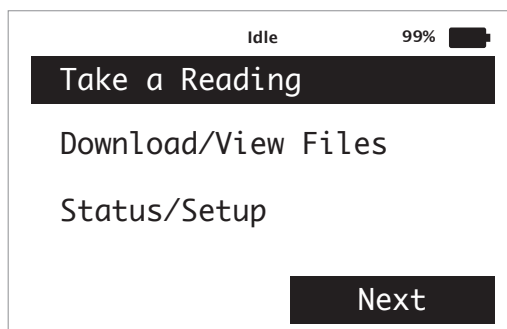 Idle 99%
Take a Reading
Download/View Files
Status/Setup
Next